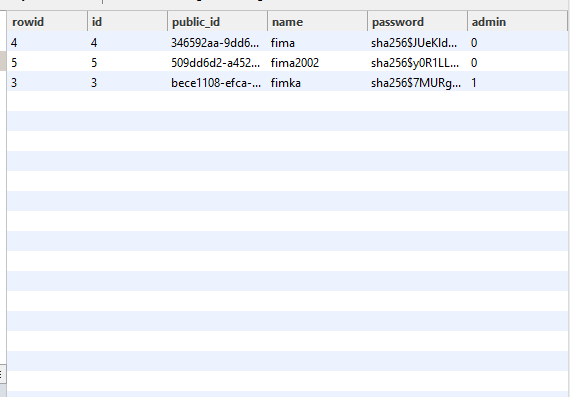 rowid id public_id name password admin
4 4 346592aa-9dd6... fima sha256$JUeKId... 0
5 5 509dd6d2-a452... fima2002 sha256$y0R1LL... 0
3 3 bece1108-efca-... fimka sha256$7MURg... 1